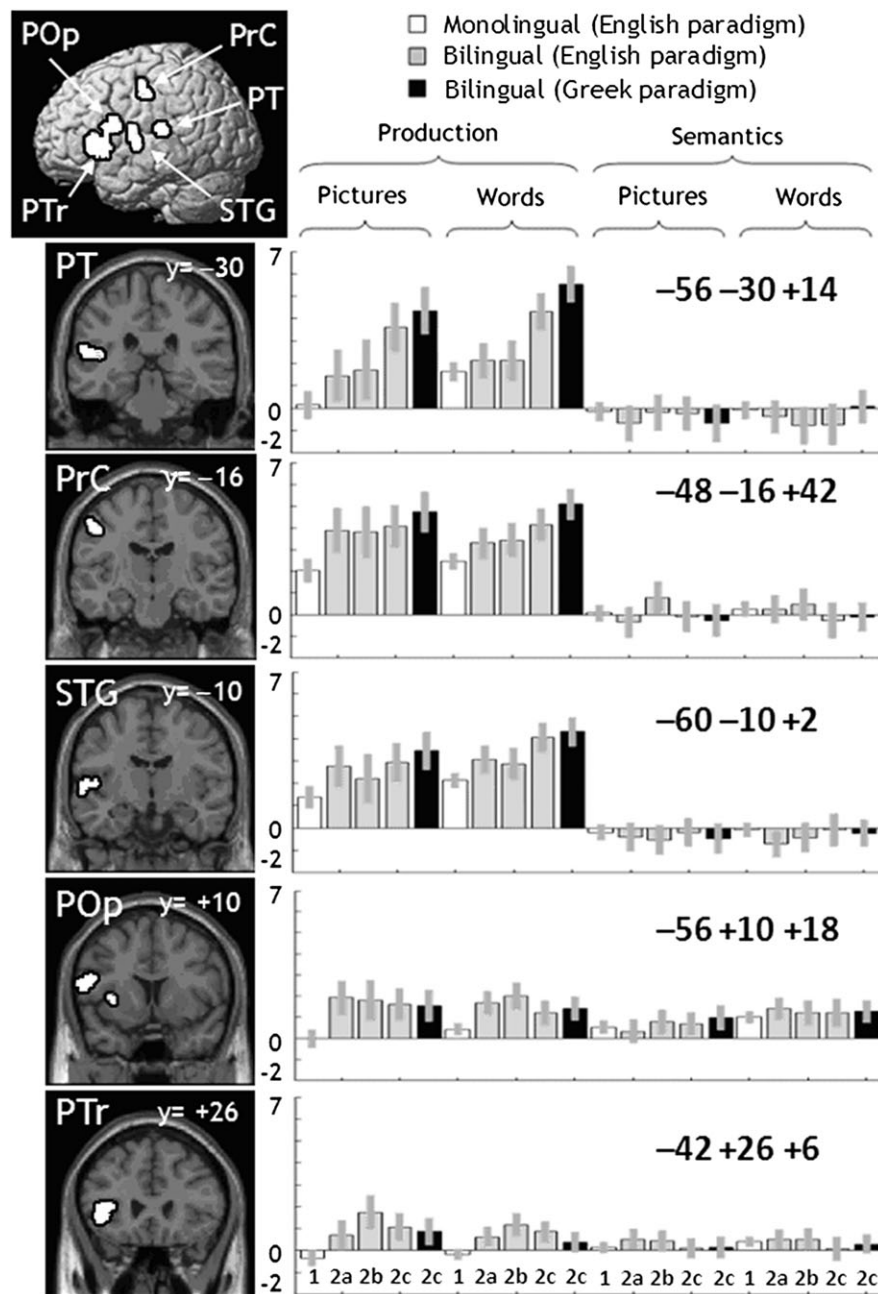 POp PrC
PT
PTr STG
Monolingual (English paradigm)
Bilingual (English paradigm)
Bilingual (Greek paradigm)
Production Semantics
Pictures Words Pictures Words
PT y= −30
7
0
-2
−56 −30 +14
PrC y= −16
7
0
-2
−48 −16 +42
STG y= −10
7
0
-2
−60 −10 +2
POp y= +10
7
0
-2
−56 +10 +18
PTr y= +26
7
0
-2
−42 +26 +6
1 2a 2b 2c 2c 1 2a 2b 2c 2c 1 2a 2b 2c 2c 1 2a 2b 2c 2c